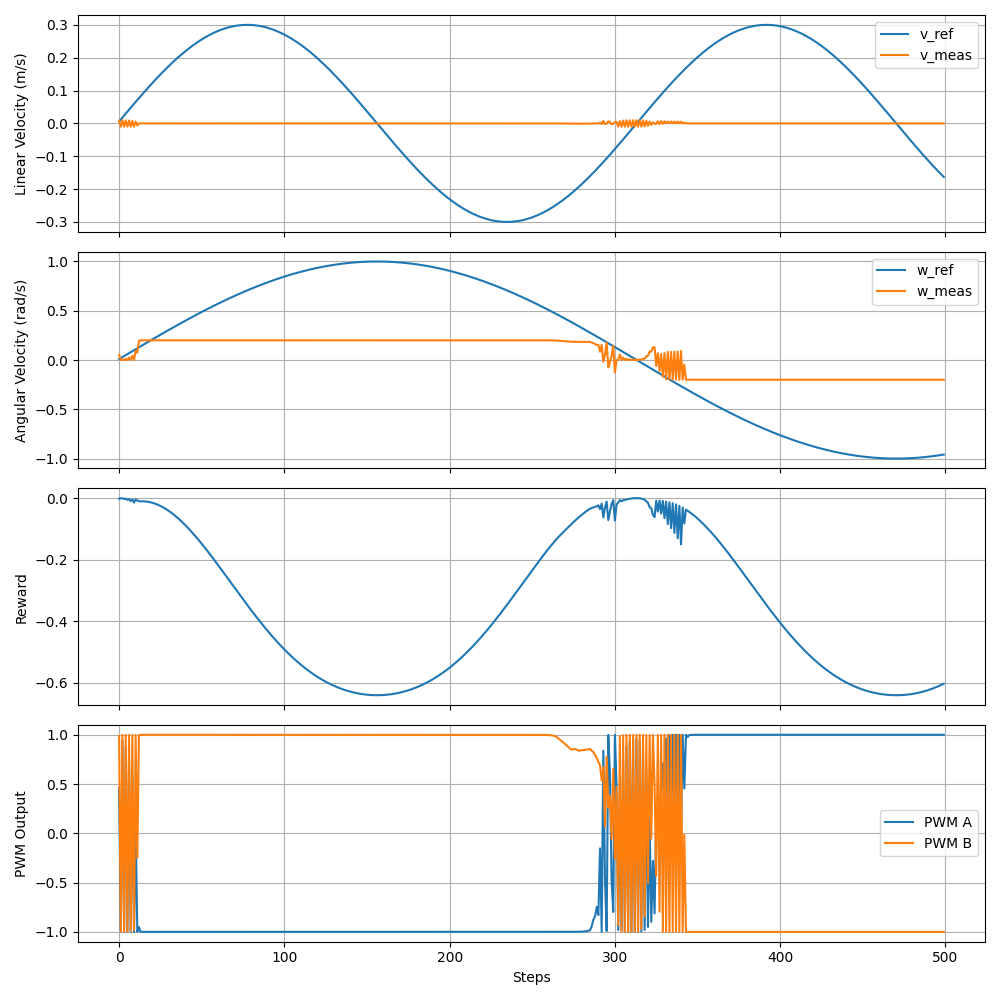 Linear Velocity (m/s)
0.3
0.2
0.1
0.0
−0.1
−0.2
−0.3
v_ref
v_meas
Angular Velocity (rad/s)
1.0
0.5
0.0
−0.5
−1.0
w_ref
w_meas
Reward
0.0
−0.2
−0.4
−0.6
PWM Output
1.0
0.5
0.0
−0.5
−1.0
PWM A
PWM B
0 100 200 300 400 500
Steps